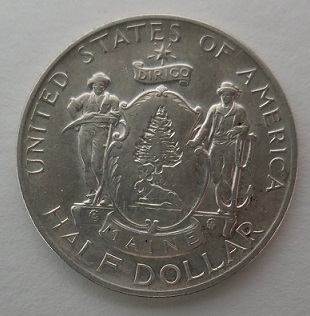 UNITED STATES OF AMERICA
DIRIGO
MAINE
HALF DOLLAR